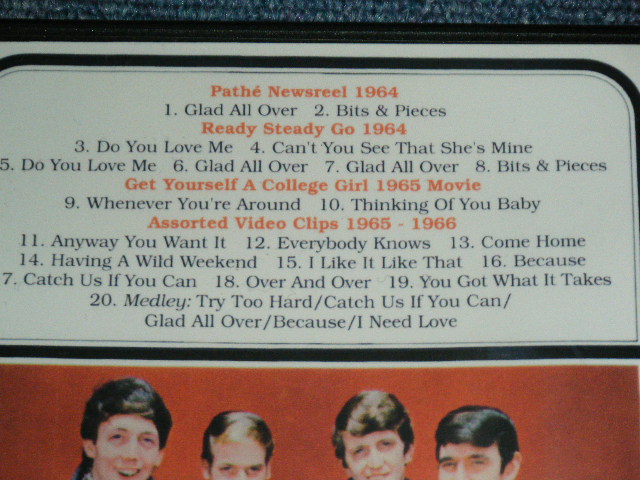 Pathé Newsreel 1964
1. Glad All Over 2. Bits & Pieces
Ready Steady Go 1964
3. Do You Love Me 4. Can't You See That She's Mine
5. Do You Love Me 6. Glad All Over 7. Glad All Over 8. Bits & Pieces
Get Yourself A College Girl 1965 Movie
9. Whenever You're Around 10. Thinking Of You Baby
Assorted Video Clips 1965 - 1966
11. Anyway You Want It 12. Everybody Knows 13. Come Home
14. Having A Wild Weekend 15. I Like It Like That 16. Because
7. Catch Us If You Can 18. Over And Over 19. You Got What It Takes
20. Medley: Try Too Hard/Catch Us If You Can/
Glad All Over/Because/I Need Love